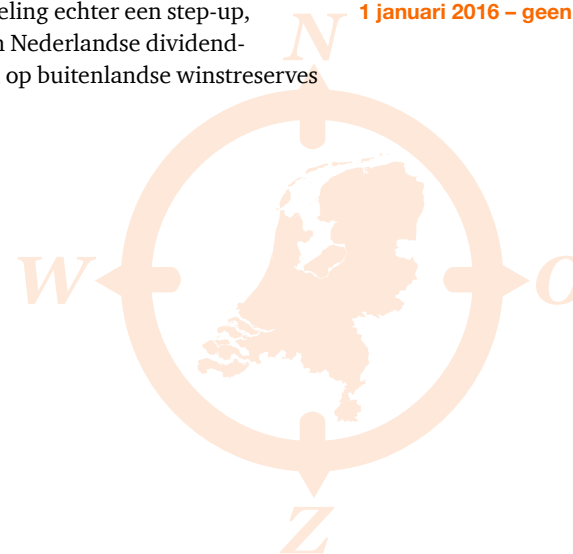 eling echter een step-up,
n Nederlandse dividend-
op buitenlandse winstreserves
1 januari 2016 – geen
N
W
Z